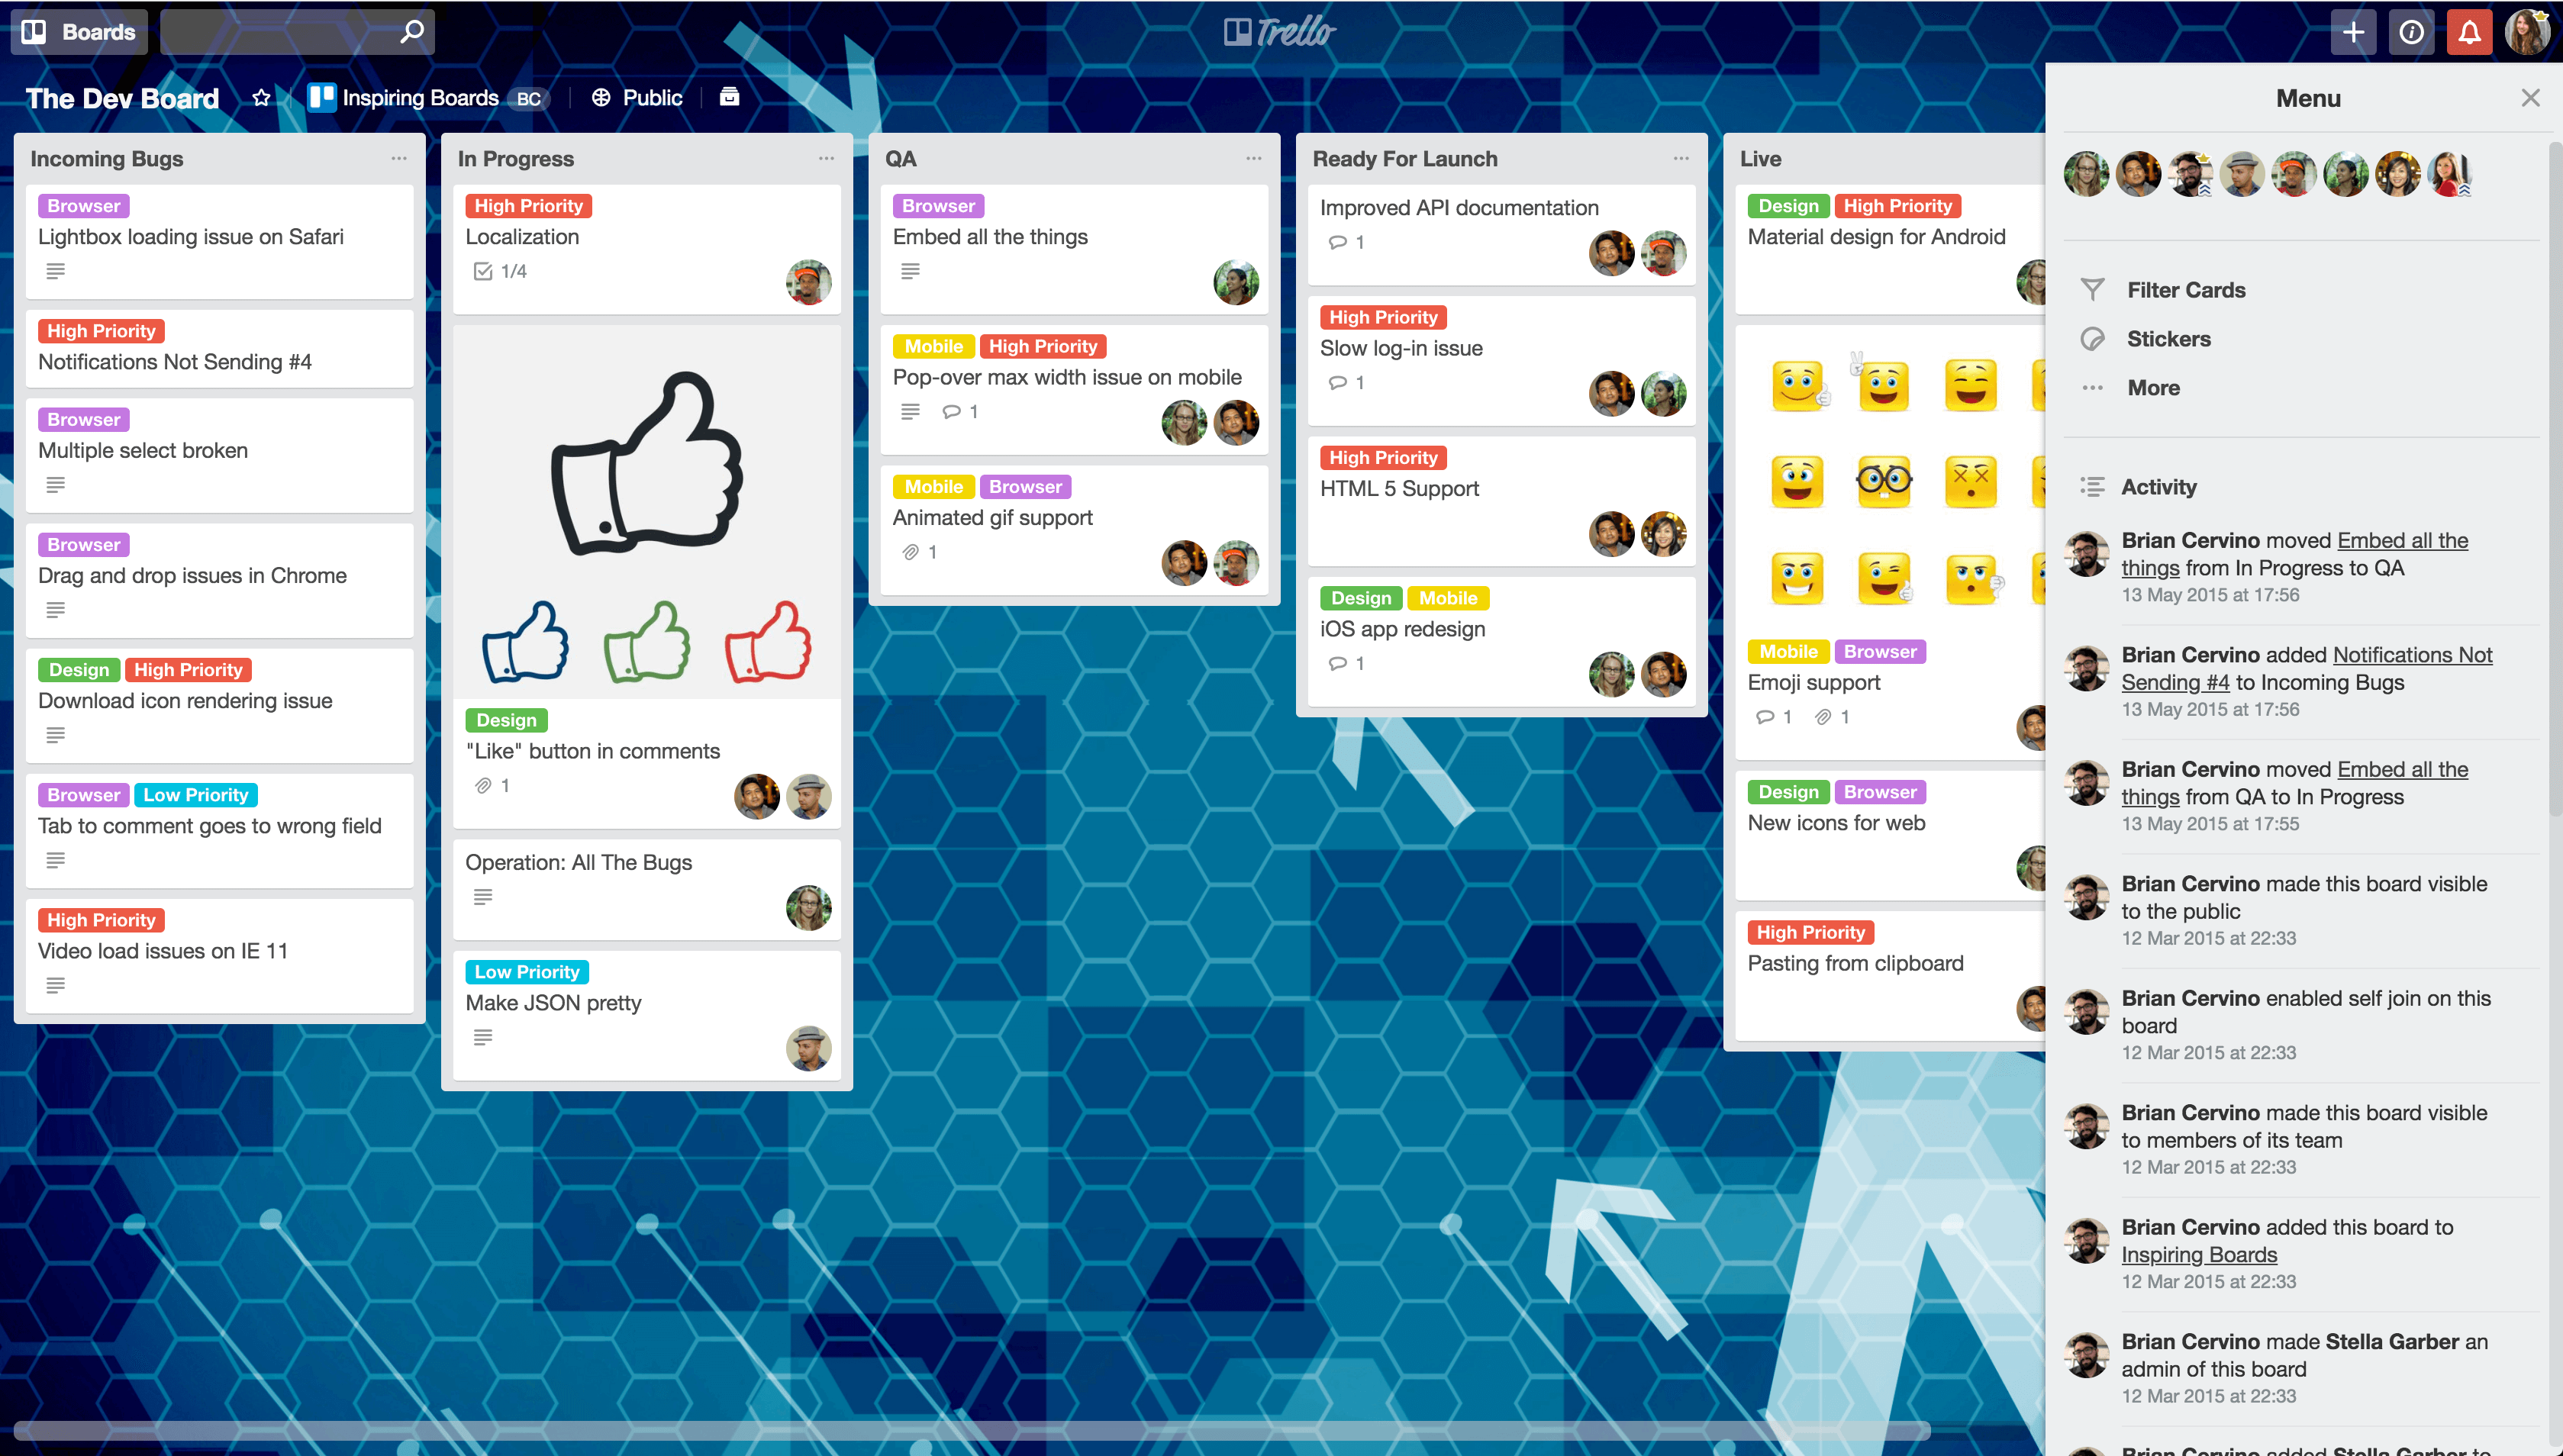 Boards
Trello
The Dev Board
Inspiring Boards BC
Public
Incoming Bugs
Browser
Lightbox loading issue on Safari
High Priority
Notifications Not Sending #4
Browser
Multiple select broken
Browser
Drag and drop issues in Chrome
Design High Priority
Download icon rendering issue
Browser Low Priority
Tab to comment goes to wrong field
High Priority
Video load issues on IE 11
In Progress
High Priority
Localization
1/4
Design
"Like" button in comments
1
Operation: All The Bugs
Low Priority
Make JSON pretty
QA
Browser
Embed all the things
Mobile High Priority
Pop-over max width issue on mobile
1
Mobile Browser
Animated gif support
1
Ready For Launch
Improved API documentation
1
High Priority
Slow log-in issue
1
High Priority
HTML 5 Support
Design Mobile
iOS app redesign
1
Live
Design High Priority
Material design for Android
Mobile Browser
Emoji support
1 1
Design Browser
New icons for web
High Priority
Pasting from clipboard
Menu
Filter Cards
Stickers
More
Activity
Brian Cervino moved Embed all the
things from In Progress to QA
13 May 2015 at 17:56
Brian Cervino added Notifications Not
Sending #4 to Incoming Bugs
13 May 2015 at 17:56
Brian Cervino moved Embed all the
things from QA to In Progress
13 May 2015 at 17:55
Brian Cervino made this board visible
to the public
12 Mar 2015 at 22:33
Brian Cervino enabled self join on this
board
12 Mar 2015 at 22:33
Brian Cervino made this board visible
to members of its team
12 Mar 2015 at 22:33
Brian Cervino added this board to
Inspiring Boards
12 Mar 2015 at 22:33
Brian Cervino made Stella Garber an
admin of this board
12 Mar 2015 at 22:33
Brian Cervino added Stella Garber to